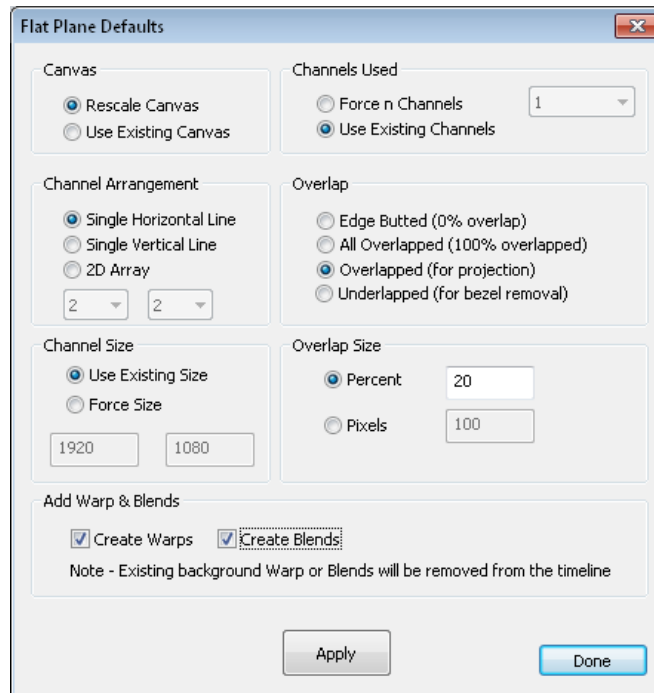 Flat Plane Defaults
Canvas
Rescale Canvas
Use Existing Canvas
Channels Used
Force n Channels
1
Use Existing Channels
Channel Arrangement
Single Horizontal Line
Single Vertical Line
2D Array
2 2
Overlap
Edge Butted (0% overlap)
All Overlapped (100% overlapped)
Overlapped (for projection)
Underlapped (for bezel removal)
Channel Size
Use Existing Size
Force Size
1920 1080
Overlap Size
Percent 20
Pixels 100
Add Warp & Blends
Create Warps Create Blends
Note - Existing background Warp or Blends will be removed from the timeline
Apply
Done